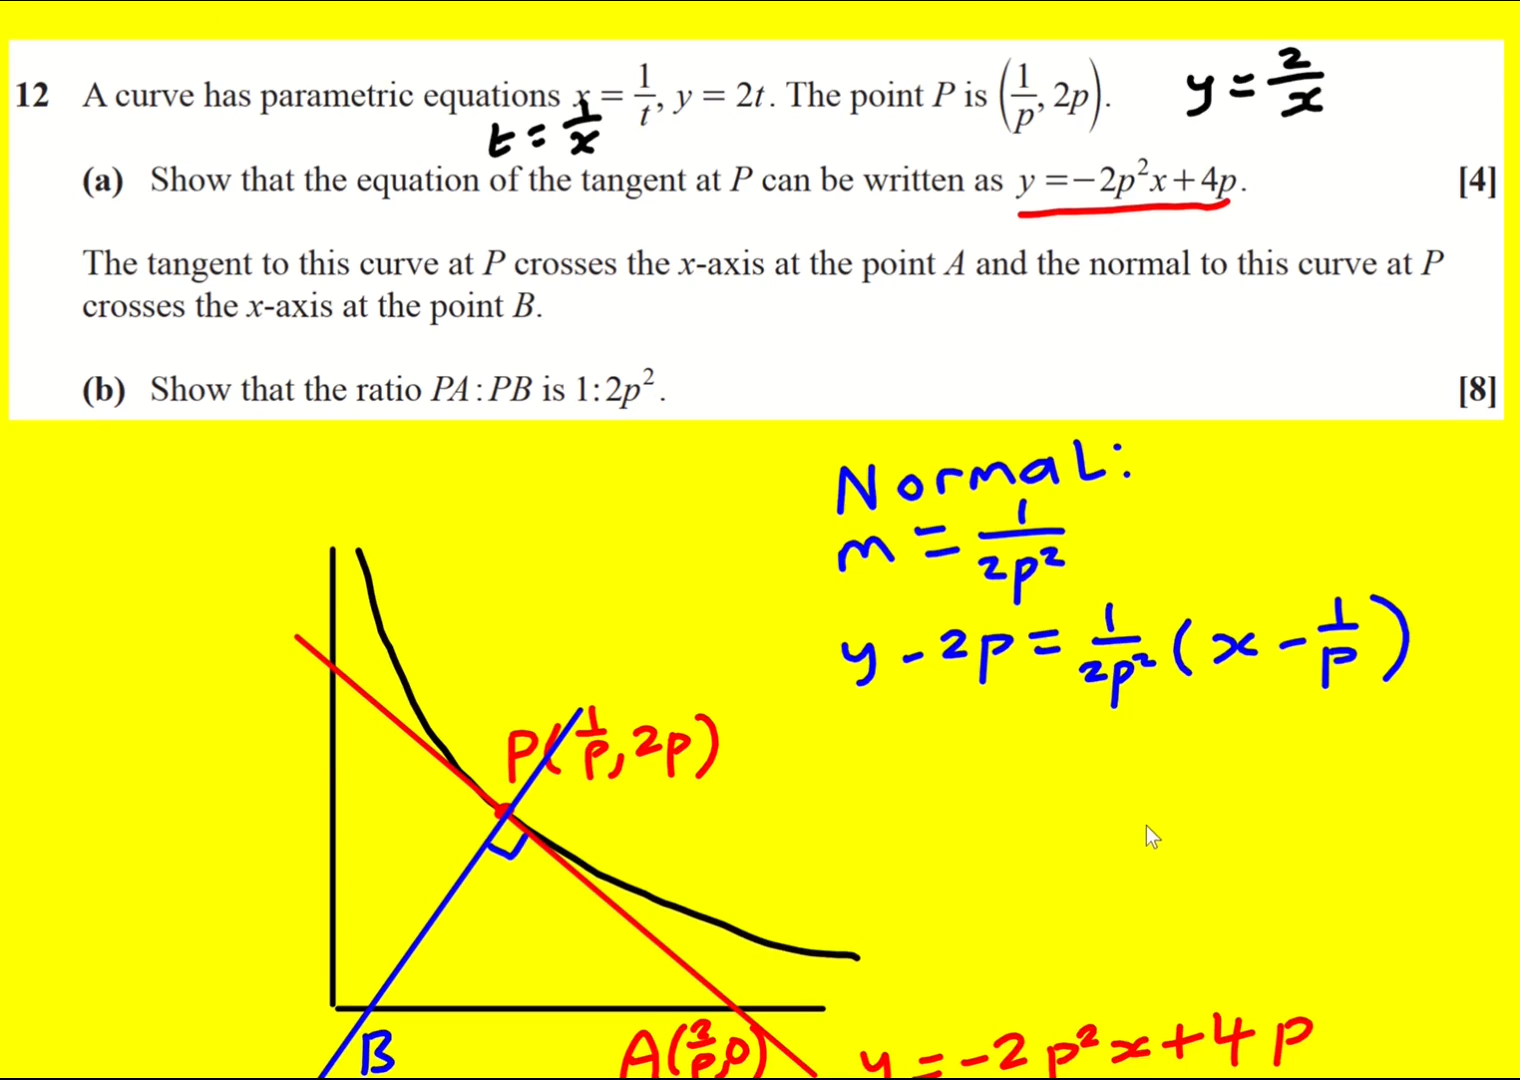 12 A curve has parametric equations x = 1/t, y = 2t. The point P is (1/p, 2p). y = 2/x
t = 1/x
(a) Show that the equation of the tangent at P can be written as y = −2p²x + 4p. [4]
The tangent to this curve at P crosses the x-axis at the point A and the normal to this curve at P
crosses the x-axis at the point B.
(b) Show that the ratio PA : PB is 1 : 2p². [8]
Normal:
m = 1/2p²
y - 2p = 1/2p² (x - 1/p)
P(1/p, 2p)
B
A(2/p, 0)
y = -2p²x + 4p